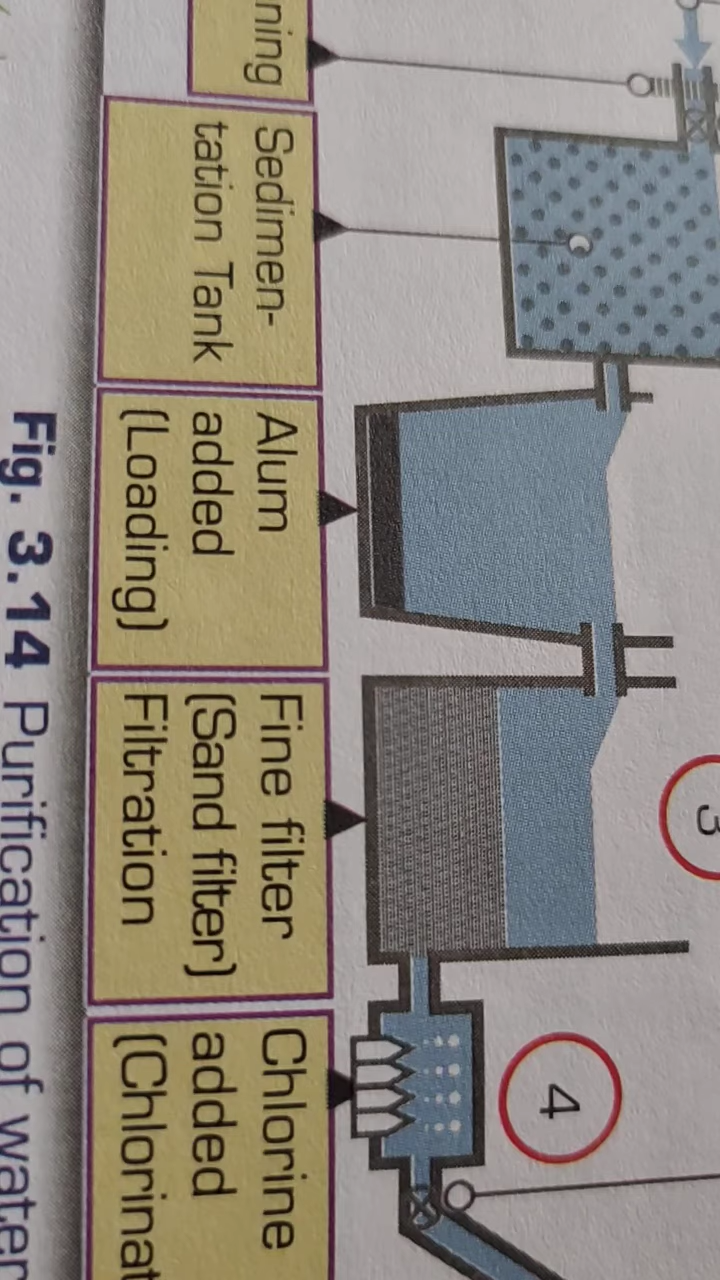 ning
Sedimen-
tation Tank
Alum
added
(Loading)
Fine filter
(Sand filter)
Filtration
Chlorine
added
(Chlorinat
3
4
Fig. 3.14 Purification of water